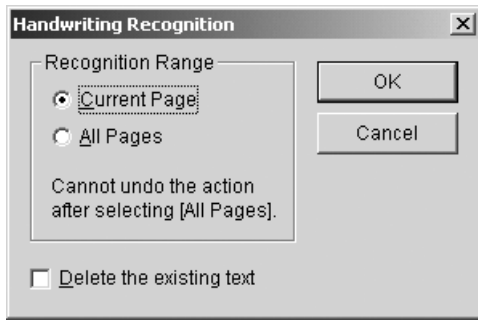 Handwriting Recognition
Recognition Range
Current Page
All Pages
Cannot undo the action
after selecting [All Pages].
Delete the existing text
OK
Cancel